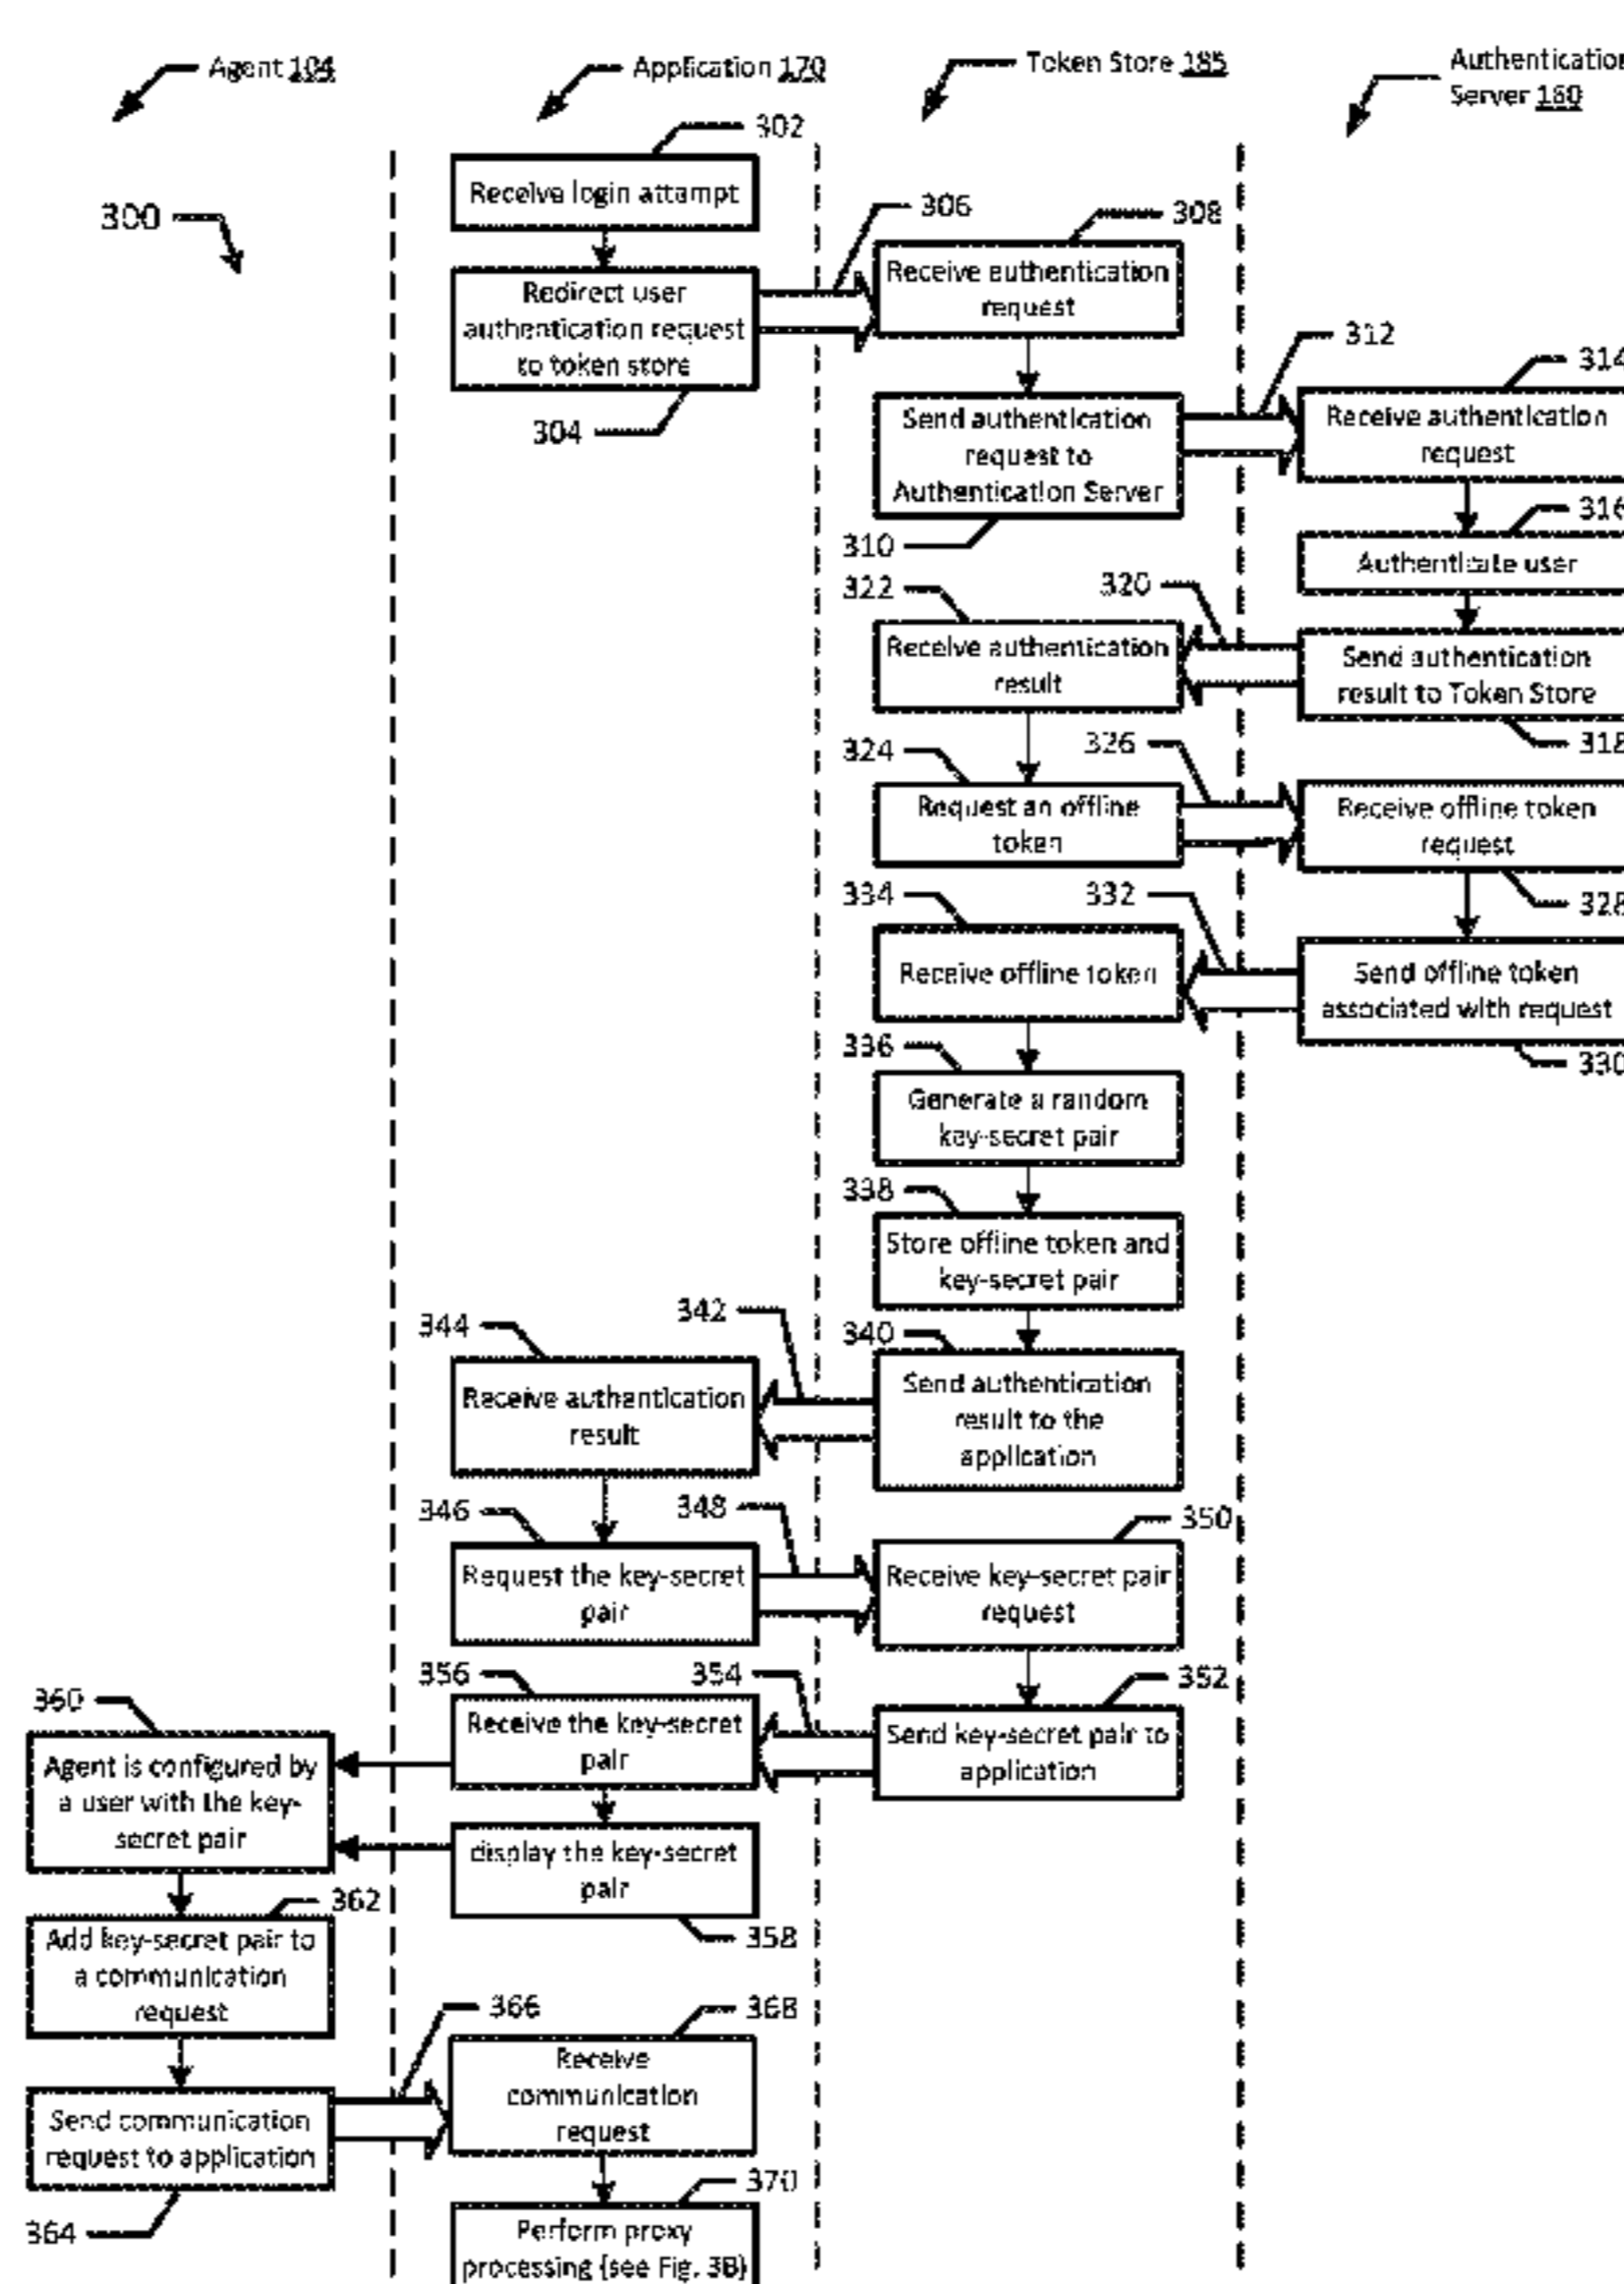 Agent 104
Application 170
Token Store 185
Authentication
Server 160
300
302
Receive login attampt
306
308
Redirect user
authentication request
to token store
304
Receive authentication
request
312
314
Send authentication
request to
Authentication Server
310
Receive authentication
request
316
Authenticate user
322
320
Receive authentication
result
Send authentication
result to Token Store
318
324
326
Request an offline
token
Receive offline token
request
328
334
332
Receive offline token
Send offline token
associated with request
330
336
Generate a random
key-secret pair
338
Store offline token and
key-secret pair
344
342
340
Receive authentication
result
Send authentication
result to the
application
346
348
350
Request the key-secret
pair
Receive key-secret pair
request
356
354
352
Receive the key-secret
pair
Send key-secret pair to
application
360
Agent is configured by
a user with the key-
secret pair
display the key-secret
pair
358
362
Add key-secret pair to
a communication
request
366
368
Receive
communication
request
Send communication
request to application
364
370
Perform proxy
processing (see Fig. 3B)